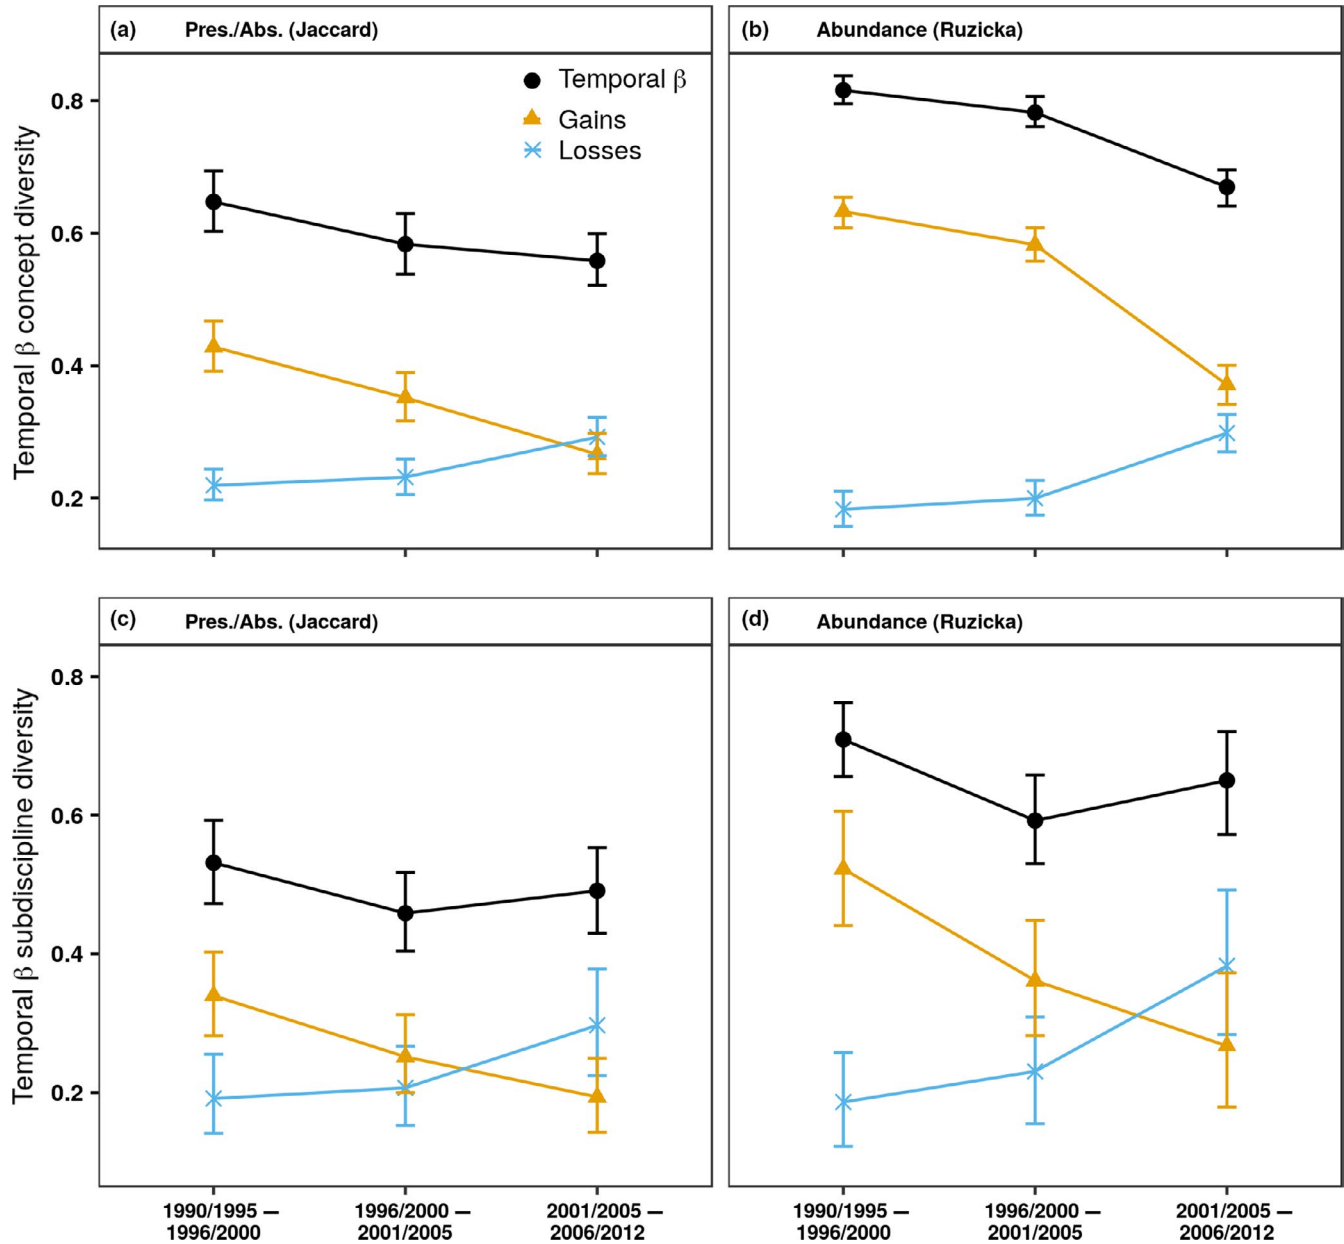 (a) Pres./Abs. (Jaccard)
(b) Abundance (Ruzicka)
Temporal β
Gains
Losses
Temporal β concept diversity
0.8
0.6
0.4
0.2
(c) Pres./Abs. (Jaccard)
(d) Abundance (Ruzicka)
Temporal β subdiscipline diversity
0.8
0.6
0.4
0.2
1990/1995 –
1996/2000
1996/2000 –
2001/2005
2001/2005 –
2006/2012
1990/1995 –
1996/2000
1996/2000 –
2001/2005
2001/2005 –
2006/2012